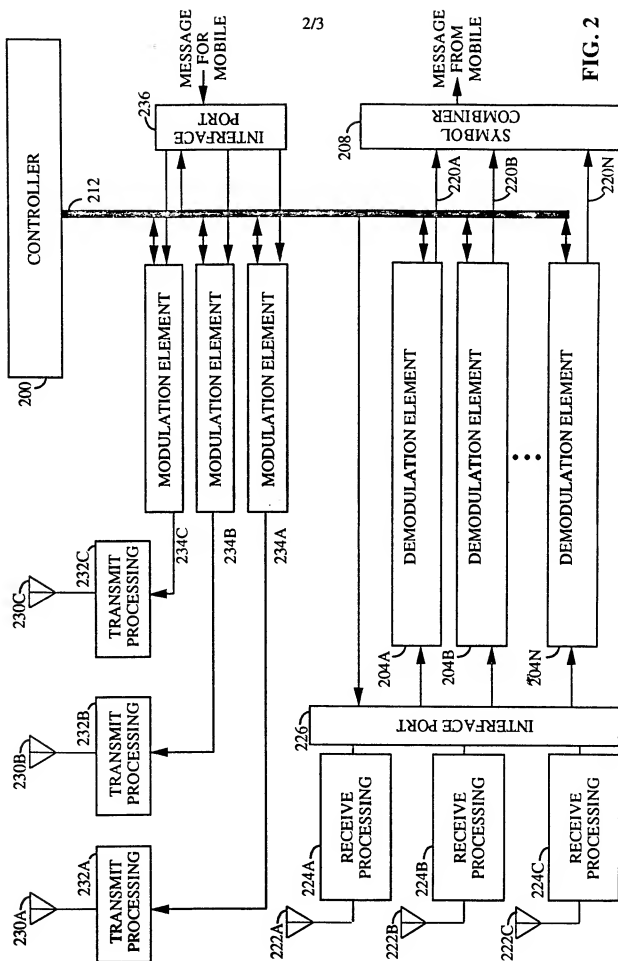 2/3
CONTROLLER
200
212
MESSAGE
FOR
MOBILE
236
INTERFACE
PORT
MODULATION ELEMENT
MODULATION ELEMENT
MODULATION ELEMENT
234C
234B
234A
230C
232C
TRANSMIT
PROCESSING
230B
232B
TRANSMIT
PROCESSING
230A
232A
TRANSMIT
PROCESSING
MESSAGE
FROM
MOBILE
208
SYMBOL
COMBINER
220A
220B
220N
DEMODULATION ELEMENT
204A
DEMODULATION ELEMENT
204B
DEMODULATION ELEMENT
204N
226
INTERFACE PORT
222A
224A
RECEIVE
PROCESSING
222B
224B
RECEIVE
PROCESSING
222C
224C
RECEIVE
PROCESSING
FIG. 2